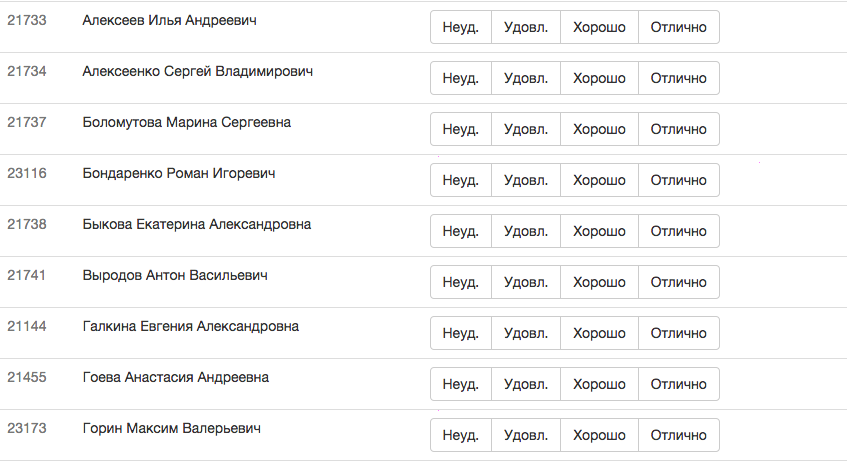 21733 Алексеев Илья Андреевич Неуд. Удовл. Хорошо Отлично
21734 Алексеенко Сергей Владимирович Неуд. Удовл. Хорошо Отлично
21737 Боломутова Марина Сергеевна Неуд. Удовл. Хорошо Отлично
23116 Бондаренко Роман Игоревич Неуд. Удовл. Хорошо Отлично
21738 Быкова Екатерина Александровна Неуд. Удовл. Хорошо Отлично
21741 Выродов Антон Васильевич Неуд. Удовл. Хорошо Отлично
21144 Галкина Евгения Александровна Неуд. Удовл. Хорошо Отлично
21455 Гоева Анастасия Андреевна Неуд. Удовл. Хорошо Отлично
23173 Горин Максим Валерьевич Неуд. Удовл. Хорошо Отлично